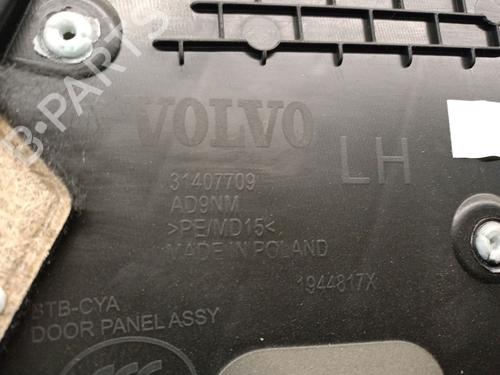 VOLVO
LH
31407709
AD9NM
>PE/MD15<
MADE IN POLAND
1944817X
STB-CYA
DOOR PANEL ASSY
B-PARTS